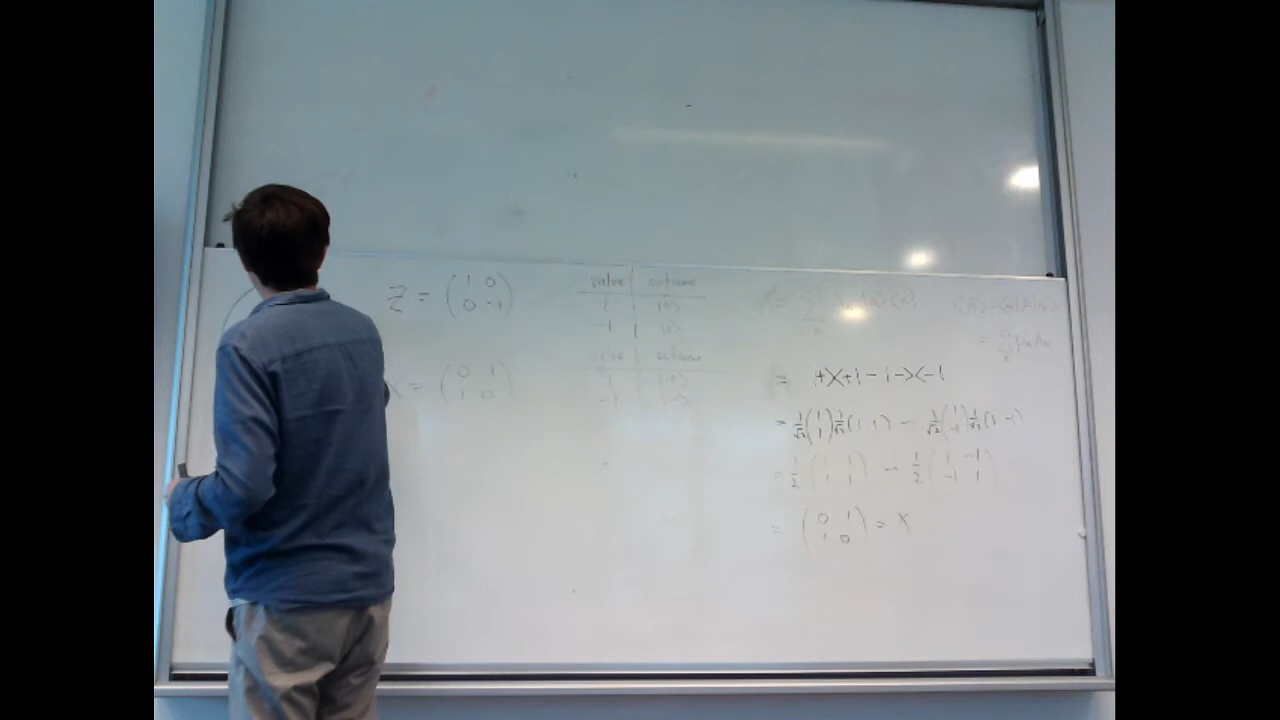 Z = ( 1 0
0 -1 )
value | outcome
1 | |0>
-1 | |1>
X = ( 0 1
1 0 )
value | outcome
1 | |+>
-1 | |->
= |+X+| - |-X-|
= 1/√2 ( 1
1 ) 1/√2 (1 1) - 1/√2 ( 1
-1 ) 1/√2 (1 -1)
= 1/2 ( 1 1
1 1 ) - 1/2 ( 1 -1
-1 1 )
= ( 0 1
1 0 ) = X